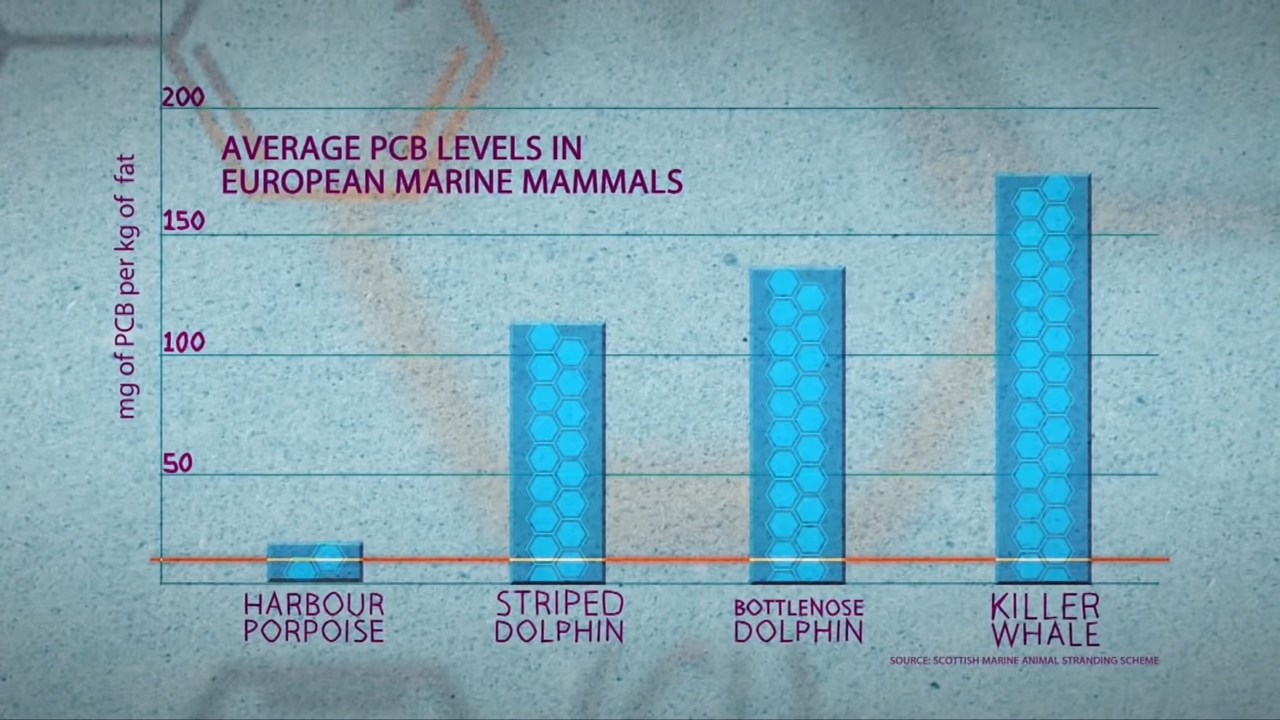 200
AVERAGE PCB LEVELS IN
EUROPEAN MARINE MAMMALS
mg of PCB per kg of fat
150
100
50
HARBOUR
PORPOISE
STRIPED
DOLPHIN
BOTTLENOSE
DOLPHIN
KILLER
WHALE
SOURCE: SCOTTISH MARINE ANIMAL STRANDING SCHEME